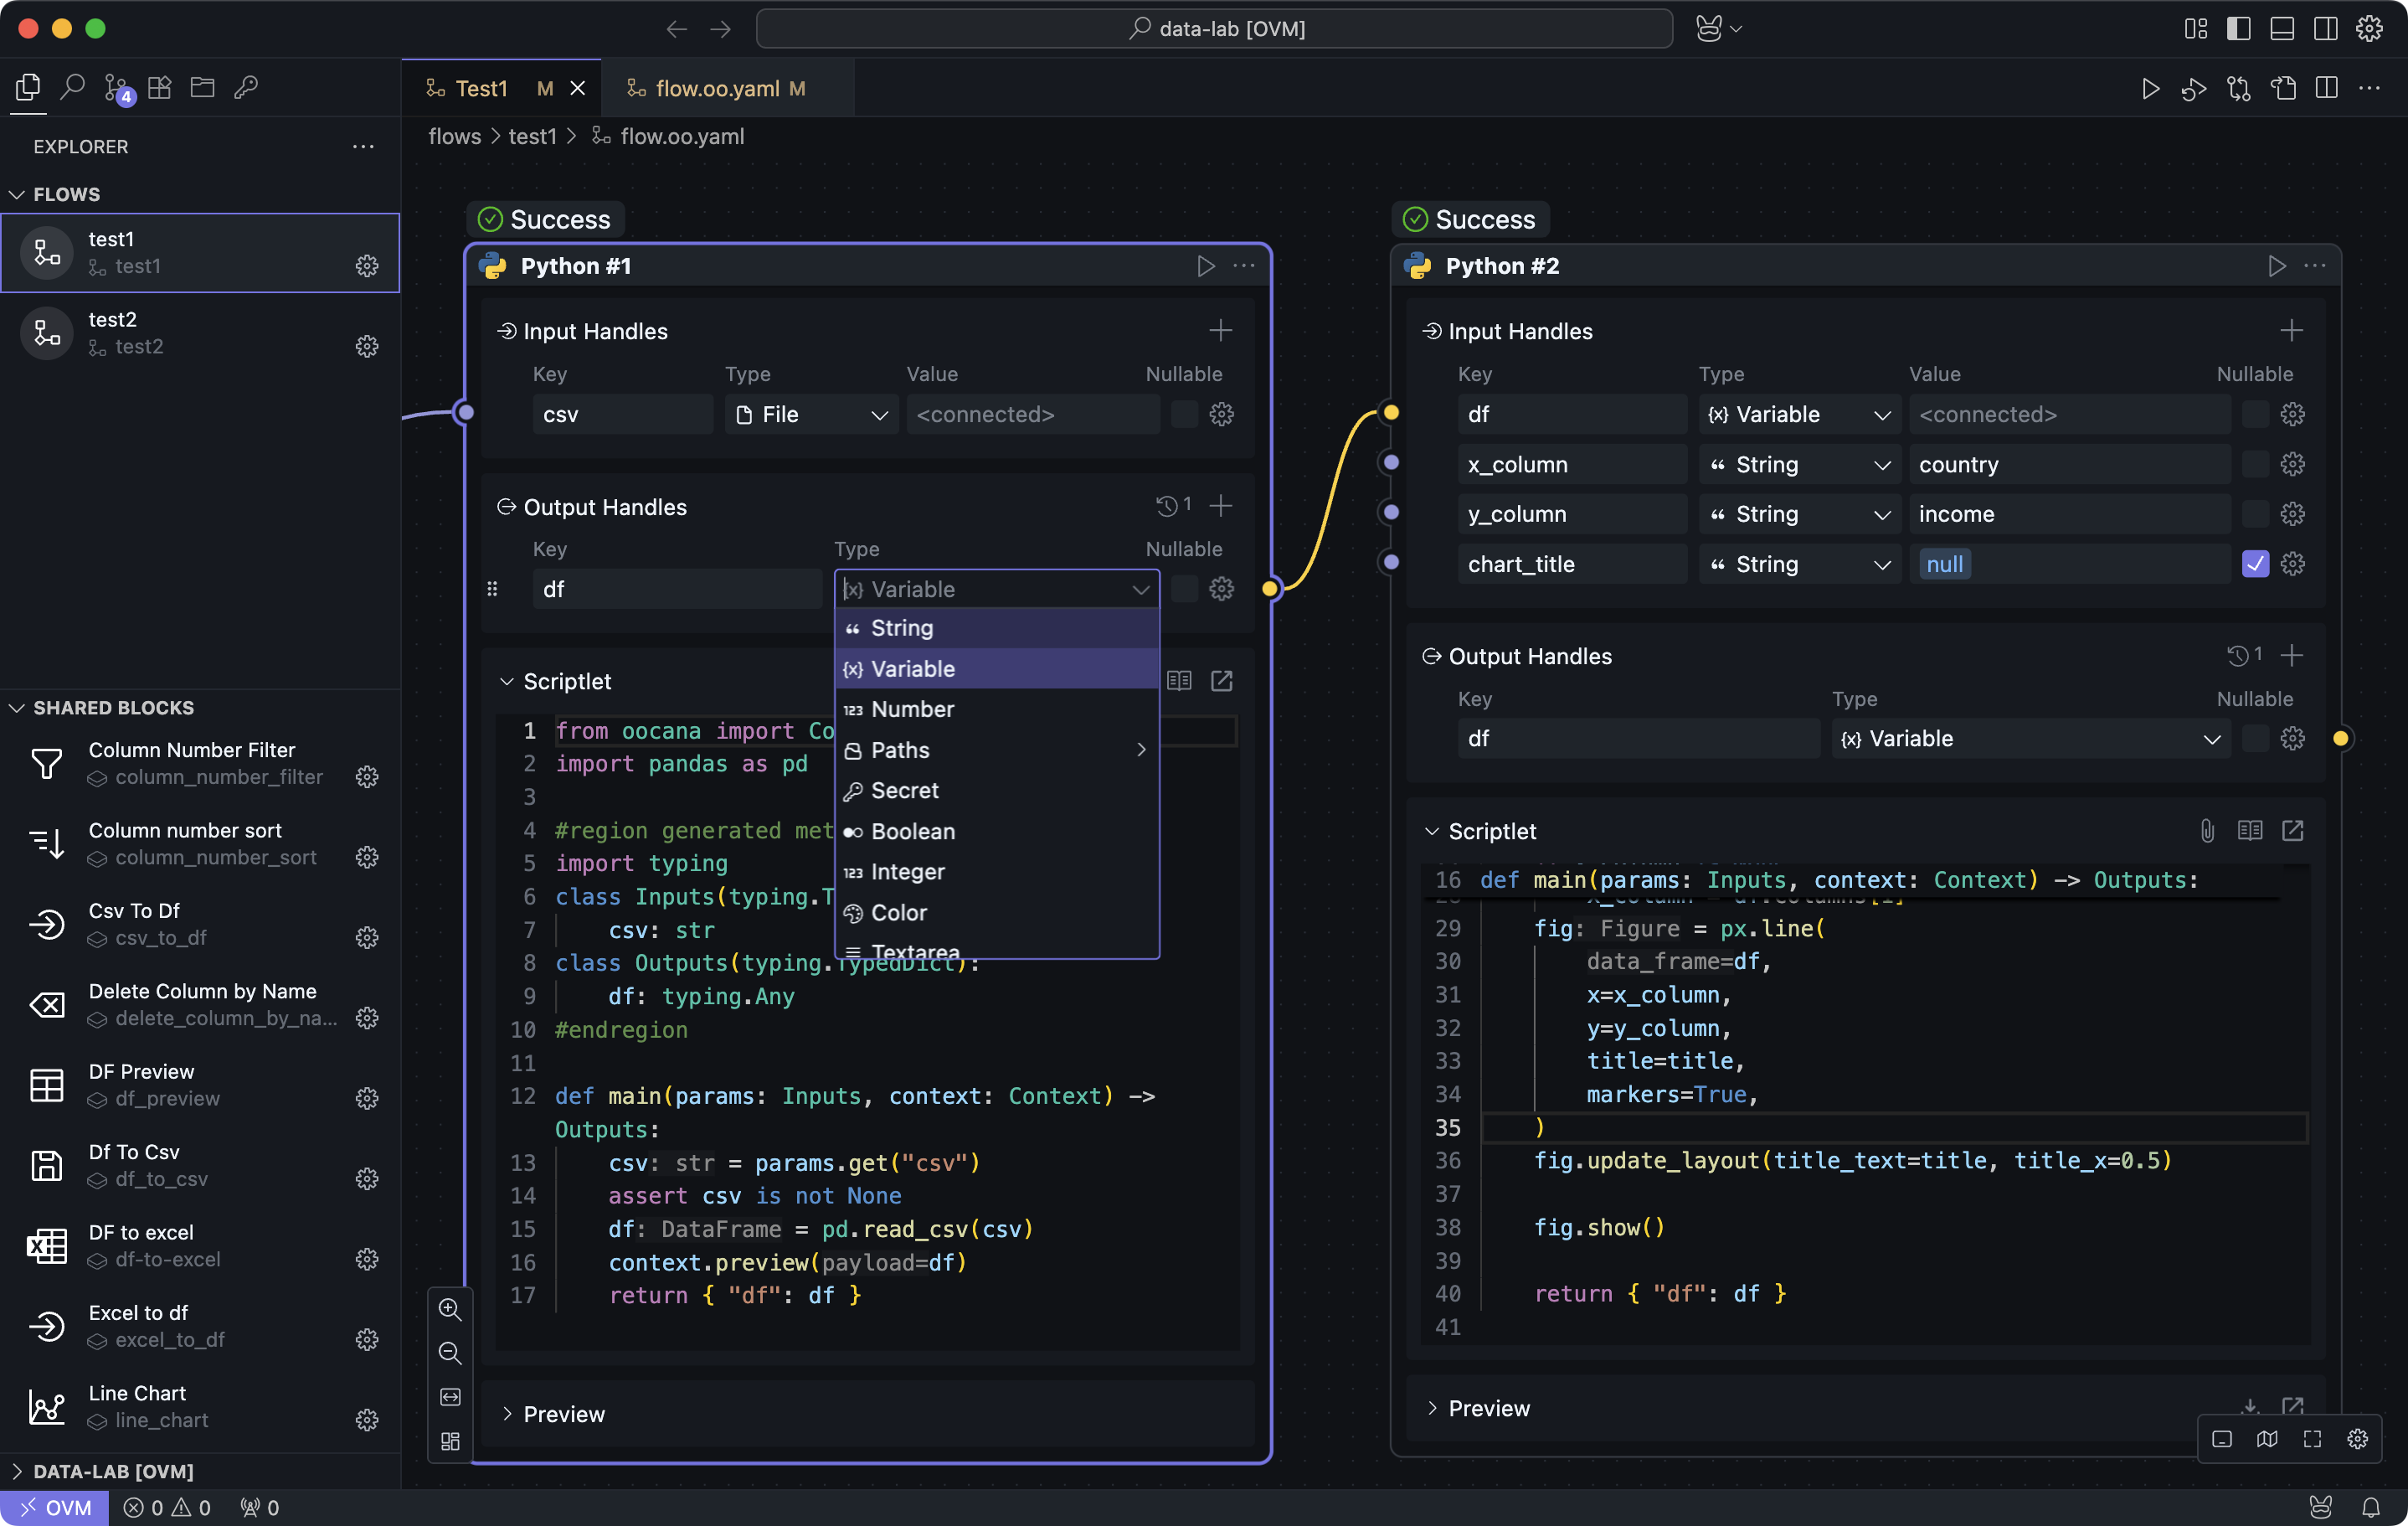 data-lab [OVM]
4
Test1 M
flow.oo.yaml M
EXPLORER
flows > test1 > flow.oo.yaml
FLOWS
test1
test1
test2
test2
SHARED BLOCKS
Column Number Filter
column_number_filter
Column number sort
column_number_sort
Csv To Df
csv_to_df
Delete Column by Name
delete_column_by_na...
DF Preview
df_preview
Df To Csv
df_to_csv
DF to excel
df-to-excel
Excel to df
excel_to_df
Line Chart
line_chart
DATA-LAB [OVM]
Success
Python #1
Input Handles
Key Type Value Nullable
csv File <connected>
Output Handles 1
Key Type Nullable
df {x} Variable
String
{x} Variable
123 Number
Paths
Secret
Boolean
123 Integer
Color
Textarea
Scriptlet
1 from oocana import Co
2 import pandas as pd
3
4 #region generated met
5 import typing
6 class Inputs(typing.T
7 csv: str
8 class Outputs(typing.TypedDict):
9 df: typing.Any
10 #endregion
11
12 def main(params: Inputs, context: Context) ->
Outputs:
13 csv: str = params.get("csv")
14 assert csv is not None
15 df: DataFrame = pd.read_csv(csv)
16 context.preview(payload=df)
17 return { "df": df }
Preview
Success
Python #2
Input Handles
Key Type Value Nullable
df {x} Variable <connected>
x_column String country
y_column String income
chart_title String null
Output Handles 1
Key Type Nullable
df {x} Variable
Scriptlet
16 def main(params: Inputs, context: Context) -> Outputs:
29 fig: Figure = px.line(
30 data_frame=df,
31 x=x_column,
32 y=y_column,
33 title=title,
34 markers=True,
35 )
36 fig.update_layout(title_text=title, title_x=0.5)
37
38 fig.show()
39
40 return { "df": df }
41
Preview
OVM 0 0 0